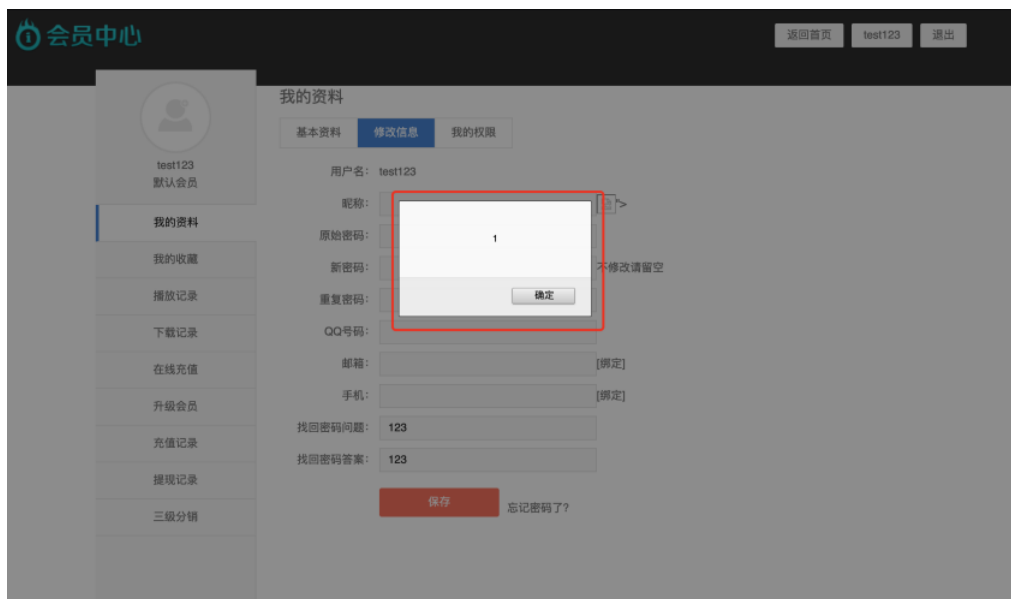 会员中心
返回首页 test123 退出
test123
默认会员
我的资料
我的收藏
播放记录
下载记录
在线充值
升级会员
充值记录
提现记录
三级分销
我的资料
基本资料 修改信息 我的权限
用户名: test123
昵称: ">
原始密码:
新密码: 不修改请留空
重复密码:
QQ号码:
邮箱: [绑定]
手机: [绑定]
找回密码问题: 123
找回密码答案: 123
保存 忘记密码了?
1
确定